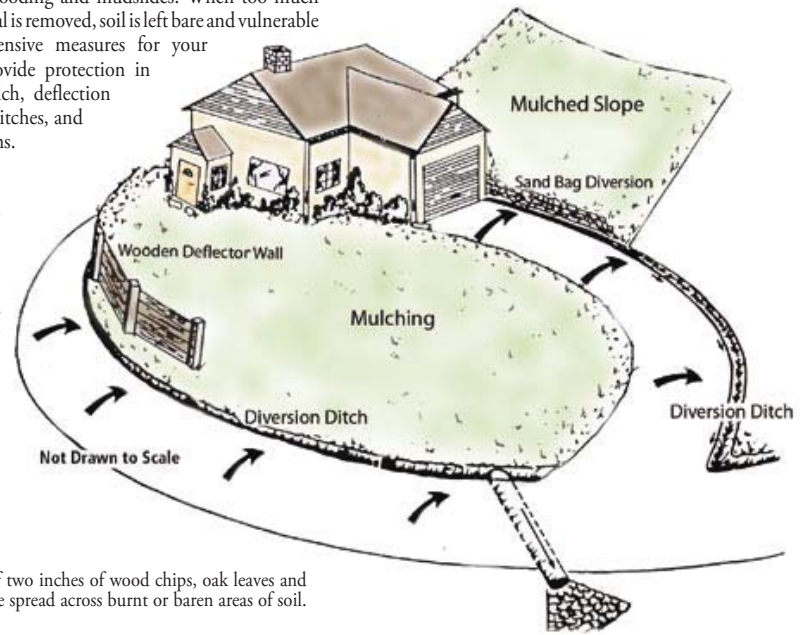 ooding and mudslides. When too much
al is removed, soil is left bare and vulnerable
ensive measures for your
ovide protection in
ch, deflection
itches, and
ns.
Mulched Slope
Sand Bag Diversion
Wooden Deflector Wall
Mulching
Diversion Ditch
Diversion Ditch
Not Drawn to Scale
f two inches of wood chips, oak leaves and
e spread across burnt or baren areas of soil.